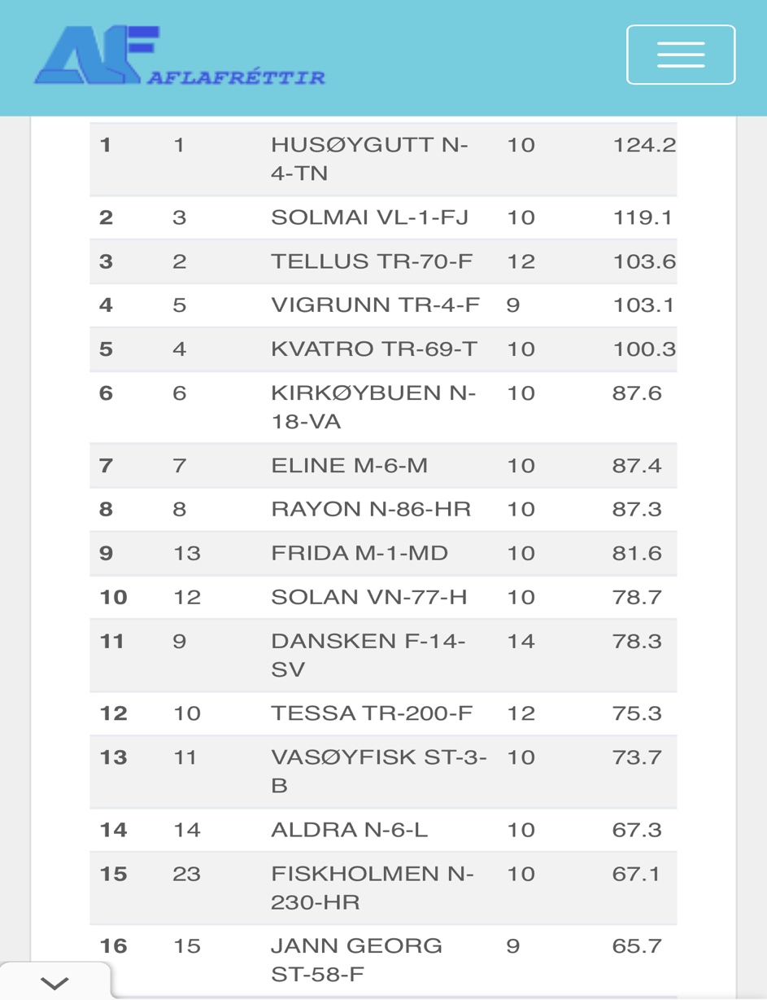 AF AFLAFRÉTTIR
1 1 HUSØYGUTT N- 10 124.2
4-TN
2 3 SOLMAI VL-1-FJ 10 119.1
3 2 TELLUS TR-70-F 12 103.6
4 5 VIGRUNN TR-4-F 9 103.1
5 4 KVATRO TR-69-T 10 100.3
6 6 KIRKØYBUEN N- 10 87.6
18-VA
7 7 ELINE M-6-M 10 87.4
8 8 RAYON N-86-HR 10 87.3
9 13 FRIDA M-1-MD 10 81.6
10 12 SOLAN VN-77-H 10 78.7
11 9 DANSKEN F-14- 14 78.3
SV
12 10 TESSA TR-200-F 12 75.3
13 11 VASØYFISK ST-3- 10 73.7
B
14 14 ALDRA N-6-L 10 67.3
15 23 FISKHOLMEN N- 10 67.1
230-HR
16 15 JANN GEORG 9 65.7
ST-58-F